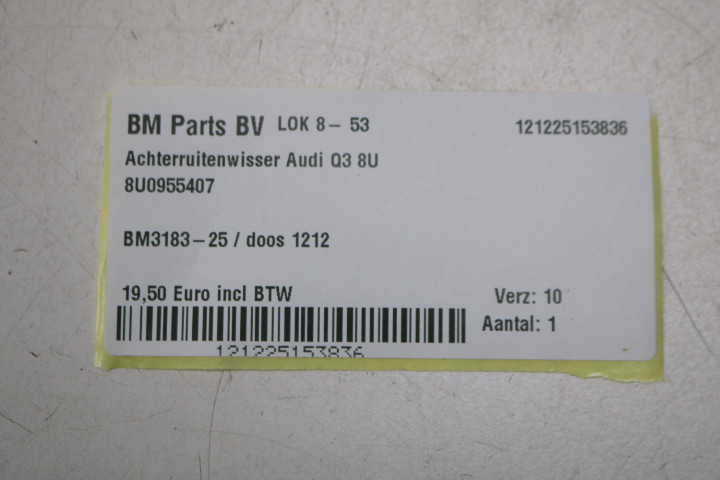 BM Parts BV LOK 8- 53 121225153836
Achterruitenwisser Audi Q3 8U
8U0955407
BM3183-25 / doos 1212
19,50 Euro incl BTW Verz: 10
Aantal: 1
121225153836